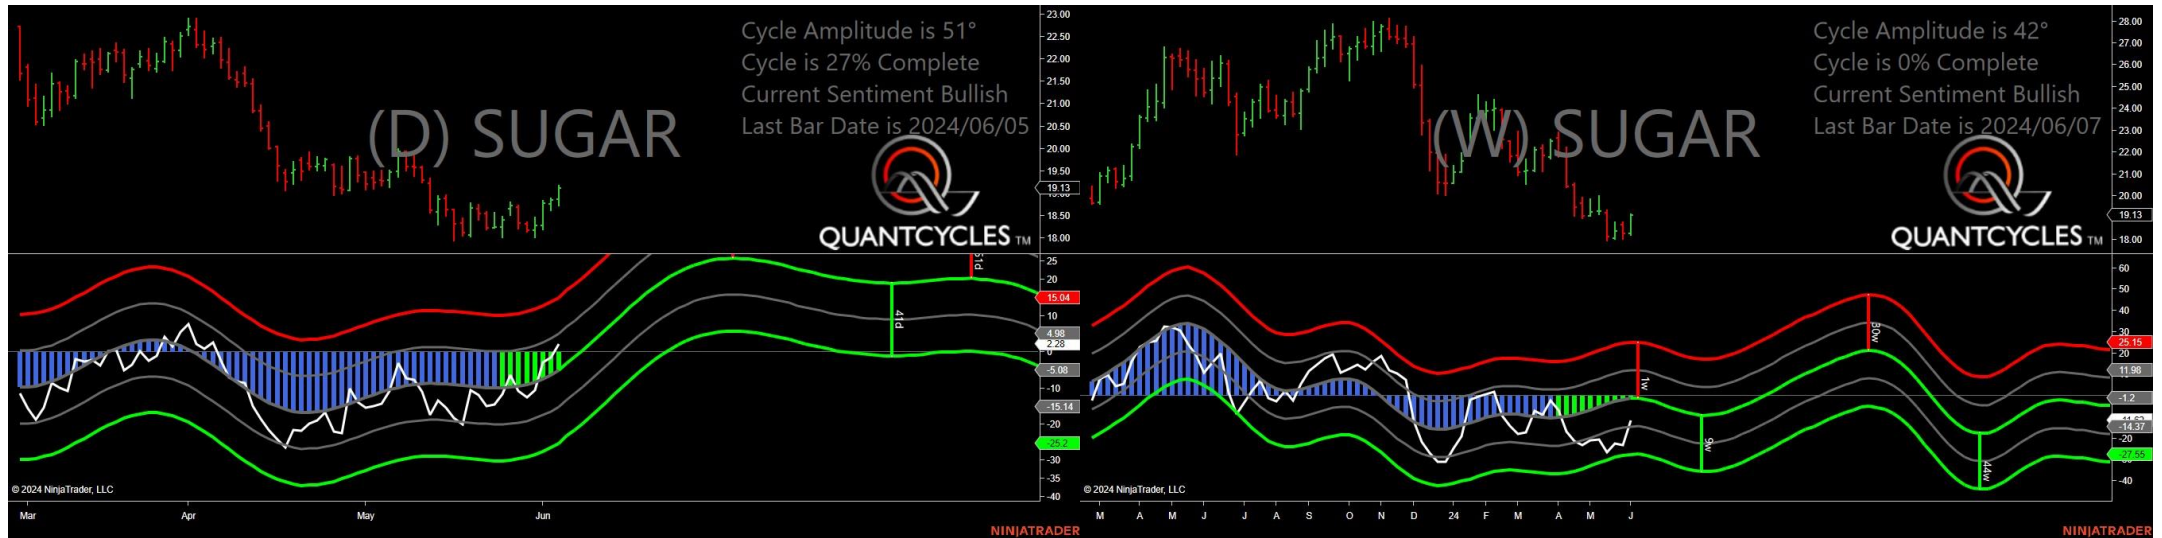 Cycle Amplitude is 51°
Cycle is 27% Complete
Current Sentiment Bullish
Last Bar Date is 2024/06/05
(D) SUGAR
QUANTCYCLES TM
23.00
22.50
22.00
21.50
21.00
20.50
20.00
19.50
19.13
18.50
18.00
51d
41d
25
20
15.04
10
4.98
2.28
0
-5.08
-10
-15.14
-20
-25.2
-30
-35
-40
© 2024 NinjaTrader, LLC
Mar Apr May Jun
NINJATRADER
Cycle Amplitude is 42°
Cycle is 0% Complete
Current Sentiment Bullish
Last Bar Date is 2024/06/07
(W) SUGAR
QUANTCYCLES TM
28.00
27.00
26.00
25.00
24.00
23.00
22.00
21.00
20.00
19.13
18.00
1w
9w
30w
44w
60
50
40
30
25.15
20
11.98
-1.2
-14.37
-20
-27.55
-40
© 2024 NinjaTrader, LLC
M A M J J A S O N D 24 F M A M J
NINJATRADER